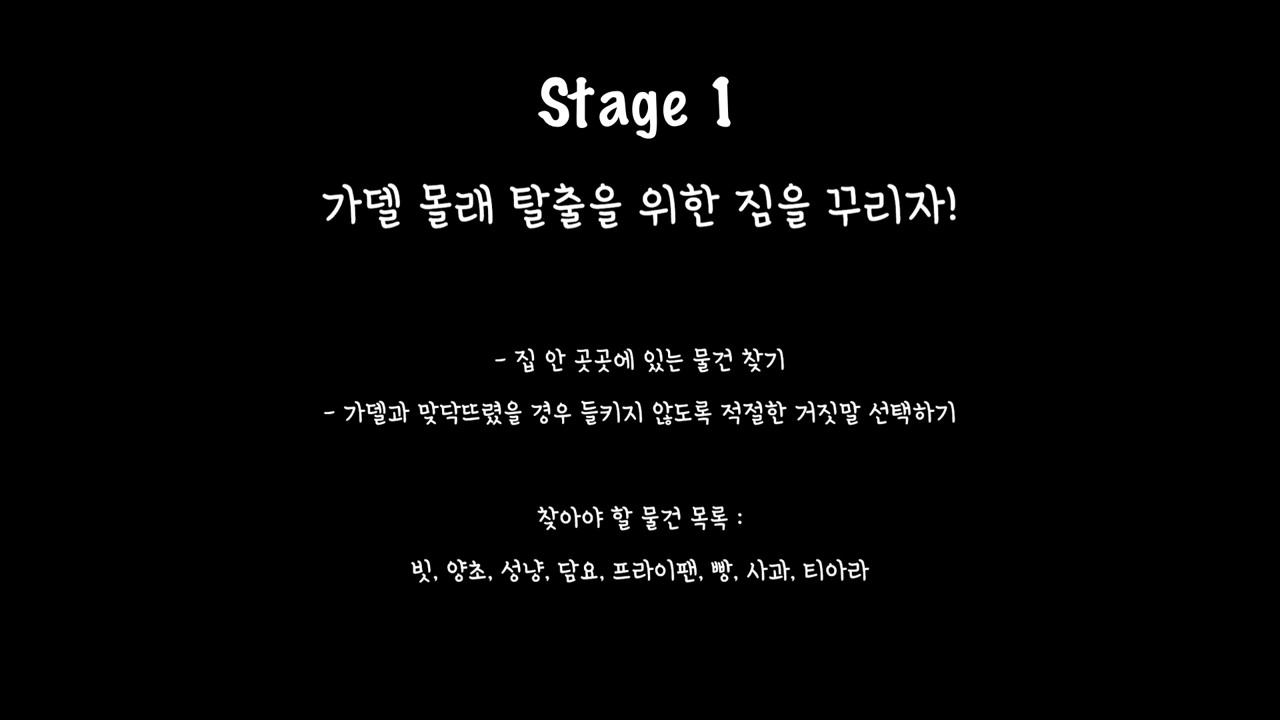 Stage 1
가델 몰래 탈출을 위한 짐을 꾸리자!
- 집 안 곳곳에 있는 물건 찾기
- 가델과 맞닥뜨렸을 경우 들키지 않도록 적절한 거짓말 선택하기
찾아야 할 물건 목록 :
빗, 양초, 성냥, 담요, 프라이팬, 빵, 사과, 티아라